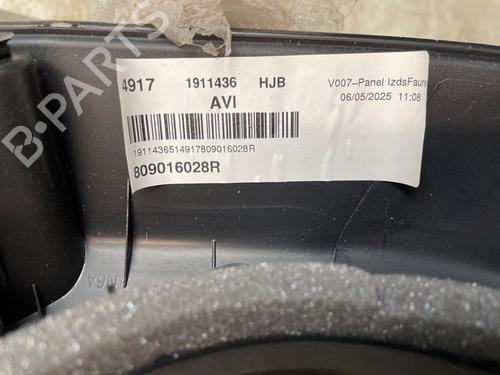 4917 1911436 HJB V007-Panel IzdsFaure
AVI 06/05/2025 11:08
1911436514917809016028R
809016028R
B-PARTS